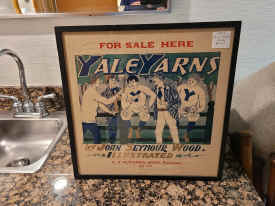 FOR SALE HERE
YALE YARNS
BY JOHN SEYMOUR WOOD.
ILLUSTRATED